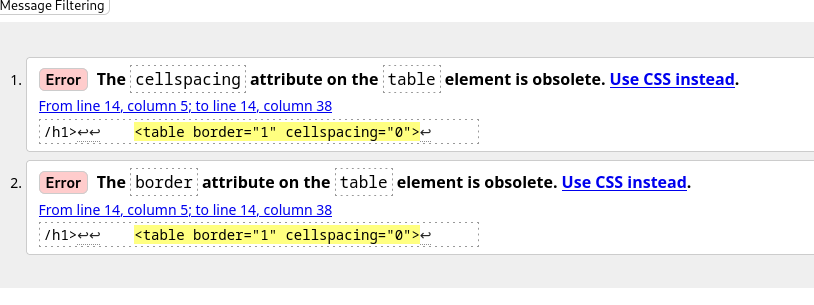 Message Filtering
1. Error The cellspacing attribute on the table element is obsolete. Use CSS instead.
From line 14, column 5; to line 14, column 38
/h1>↩↩    <table border="1" cellspacing="0">↩
2. Error The border attribute on the table element is obsolete. Use CSS instead.
From line 14, column 5; to line 14, column 38
/h1>↩↩    <table border="1" cellspacing="0">↩